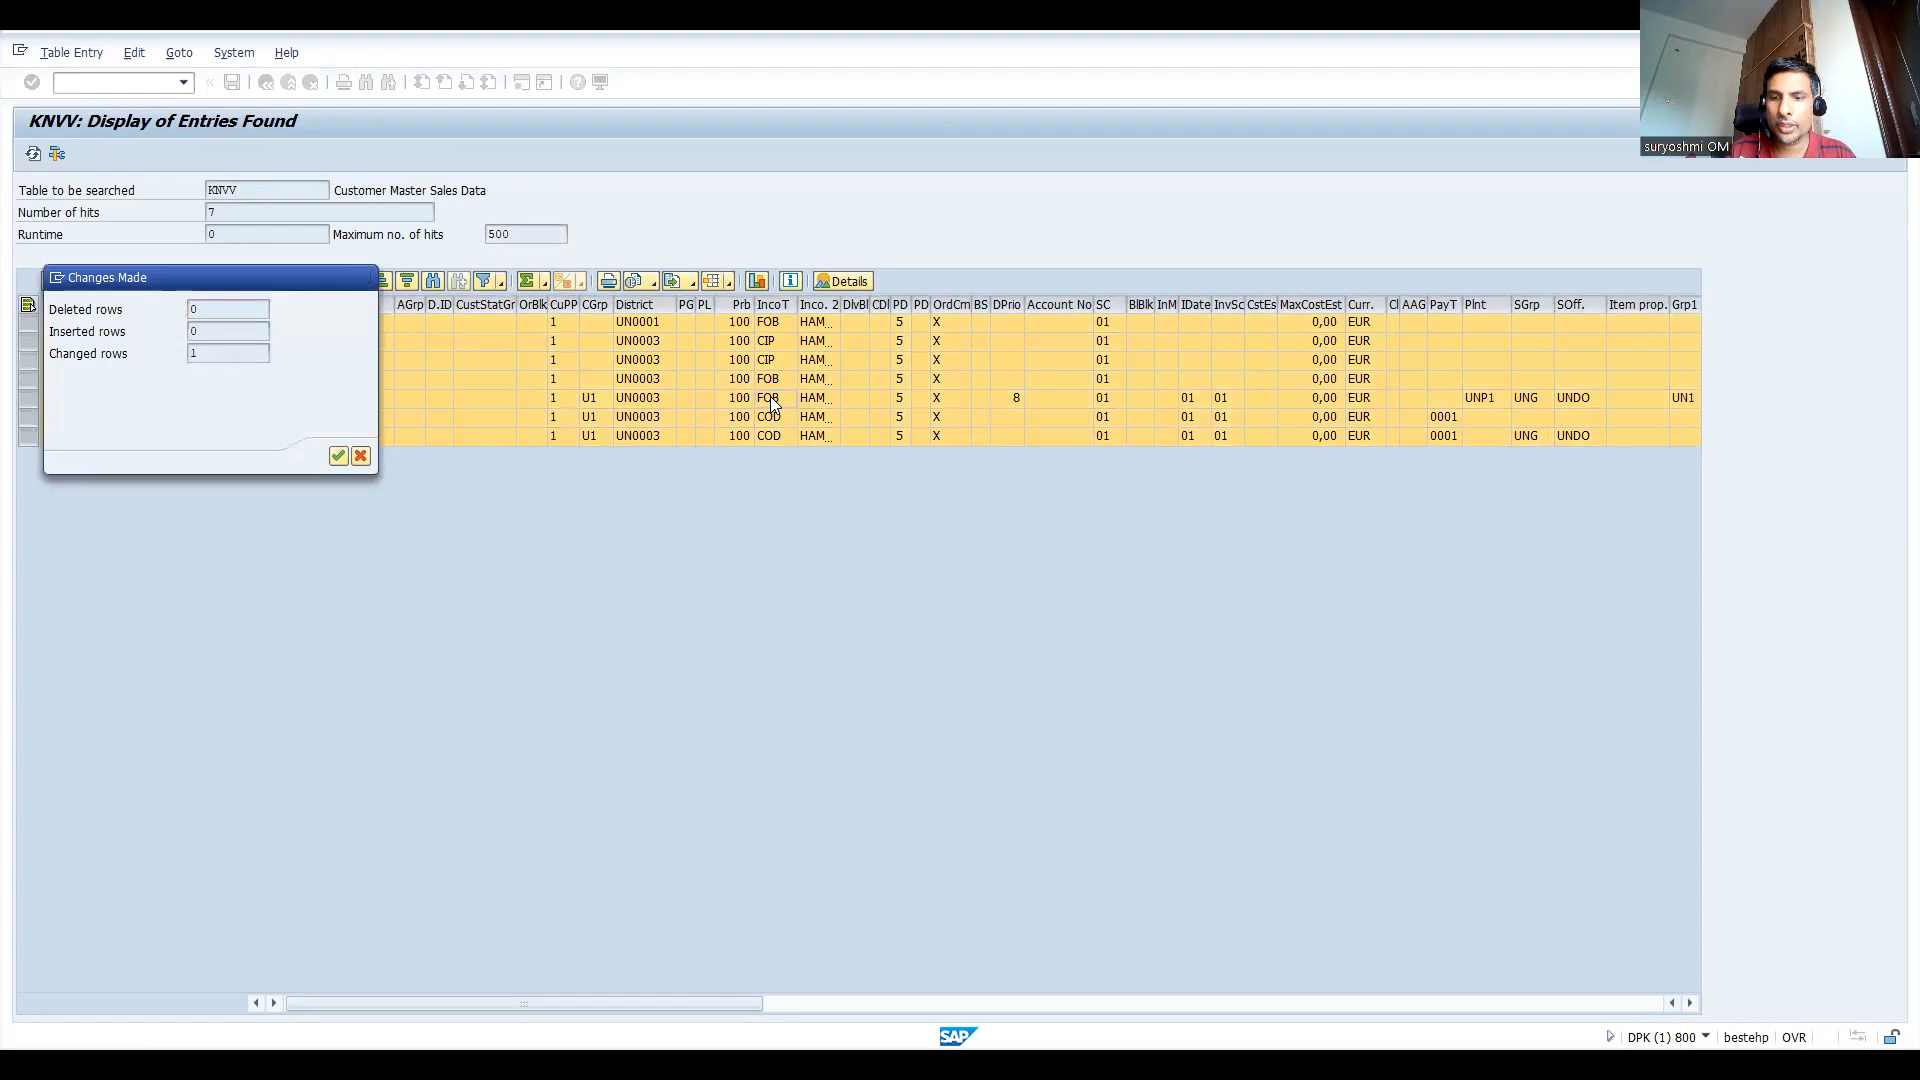 Table Entry Edit Goto System Help
suryoshmi OM
KNVV: Display of Entries Found
Table to be searched KNVV Customer Master Sales Data
Number of hits 7
Runtime 0 Maximum no. of hits 500
Changes Made
Deleted rows 0
Inserted rows 0
Changed rows 1
Details
AGrp D.ID CustStatGr OrBlk CuPP CGrp District PG PL Prb IncoT Inco. 2 DlvBl CDl PD PD OrdCm BS DPrio Account No SC BlBlk InM IDate InvSc CstEs MaxCostEst Curr. Cl AAG PayT Plnt SGrp SOff. Item prop. Grp1
1 UN0001 100 FOB HAM... 5 X 01 0,00 EUR
1 UN0003 100 CIP HAM... 5 X 01 0,00 EUR
1 UN0003 100 CIP HAM... 5 X 01 0,00 EUR
1 UN0003 100 FOB HAM... 5 X 01 0,00 EUR
1 U1 UN0003 100 FOB HAM... 5 X 8 01 01 01 0,00 EUR UNP1 UNG UNDO UN1
1 U1 UN0003 100 COD HAM... 5 X 01 01 01 0,00 EUR 0001
1 U1 UN0003 100 COD HAM... 5 X 01 01 01 0,00 EUR 0001 UNG UNDO
SAP
DPK (1) 800 bestehp OVR